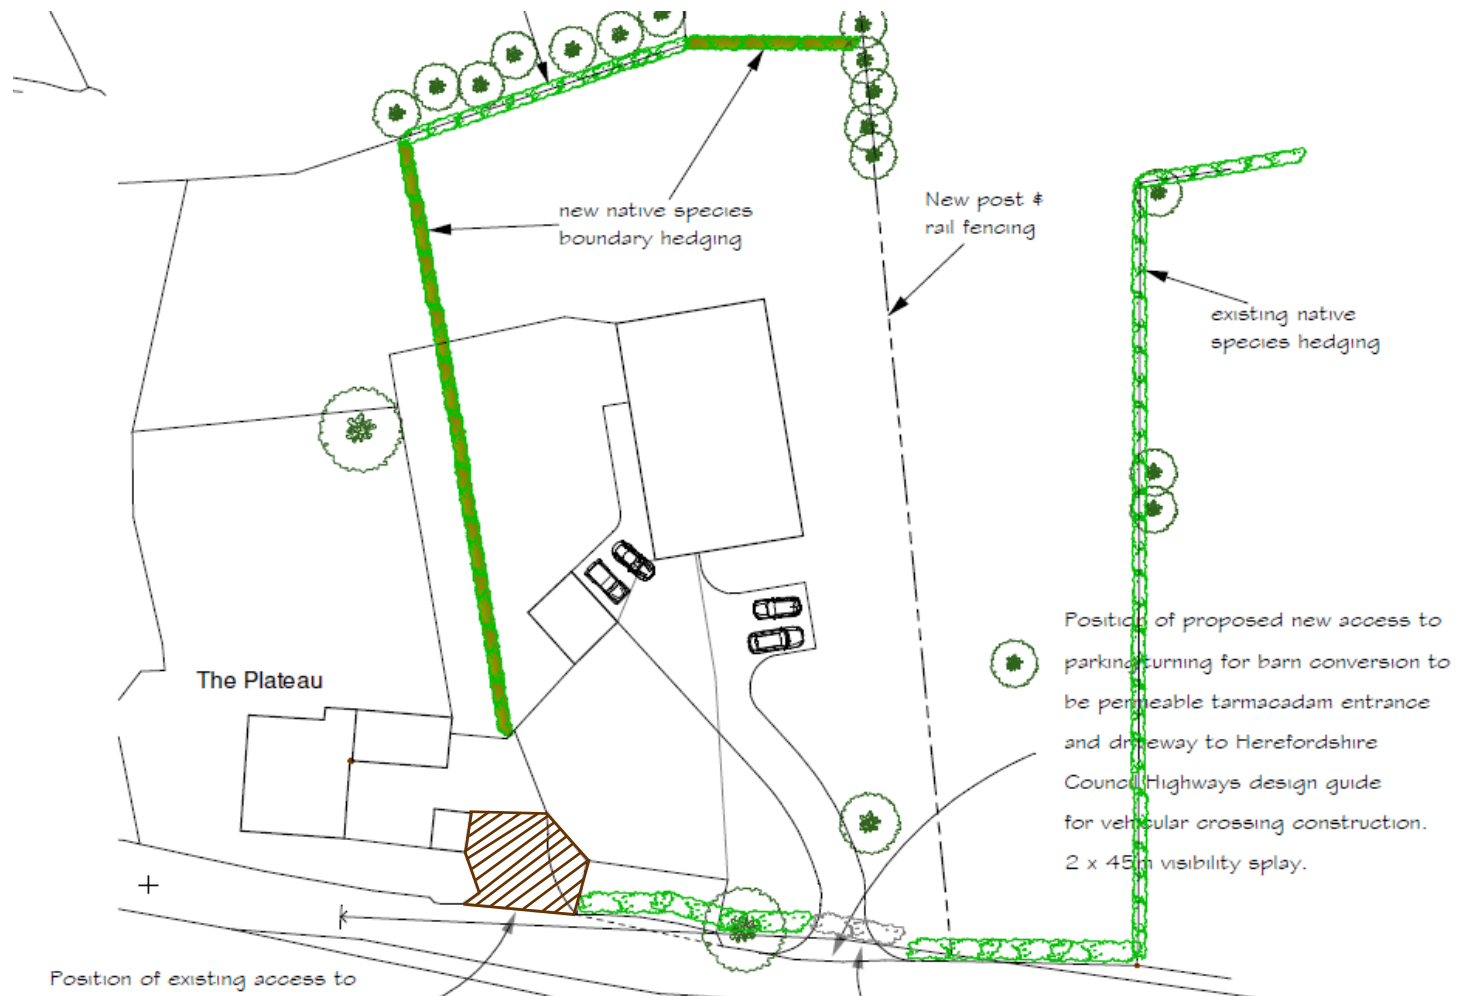 new native species
boundary hedging
New post &
rail fencing
existing native
species hedging
Position of proposed new access to
parking/turning for barn conversion to
be permeable tarmacadam entrance
and driveway to Herefordshire
Council Highways design guide
for vehicular crossing construction.
2 x 45m visibility splay.
The Plateau
Position of existing access to